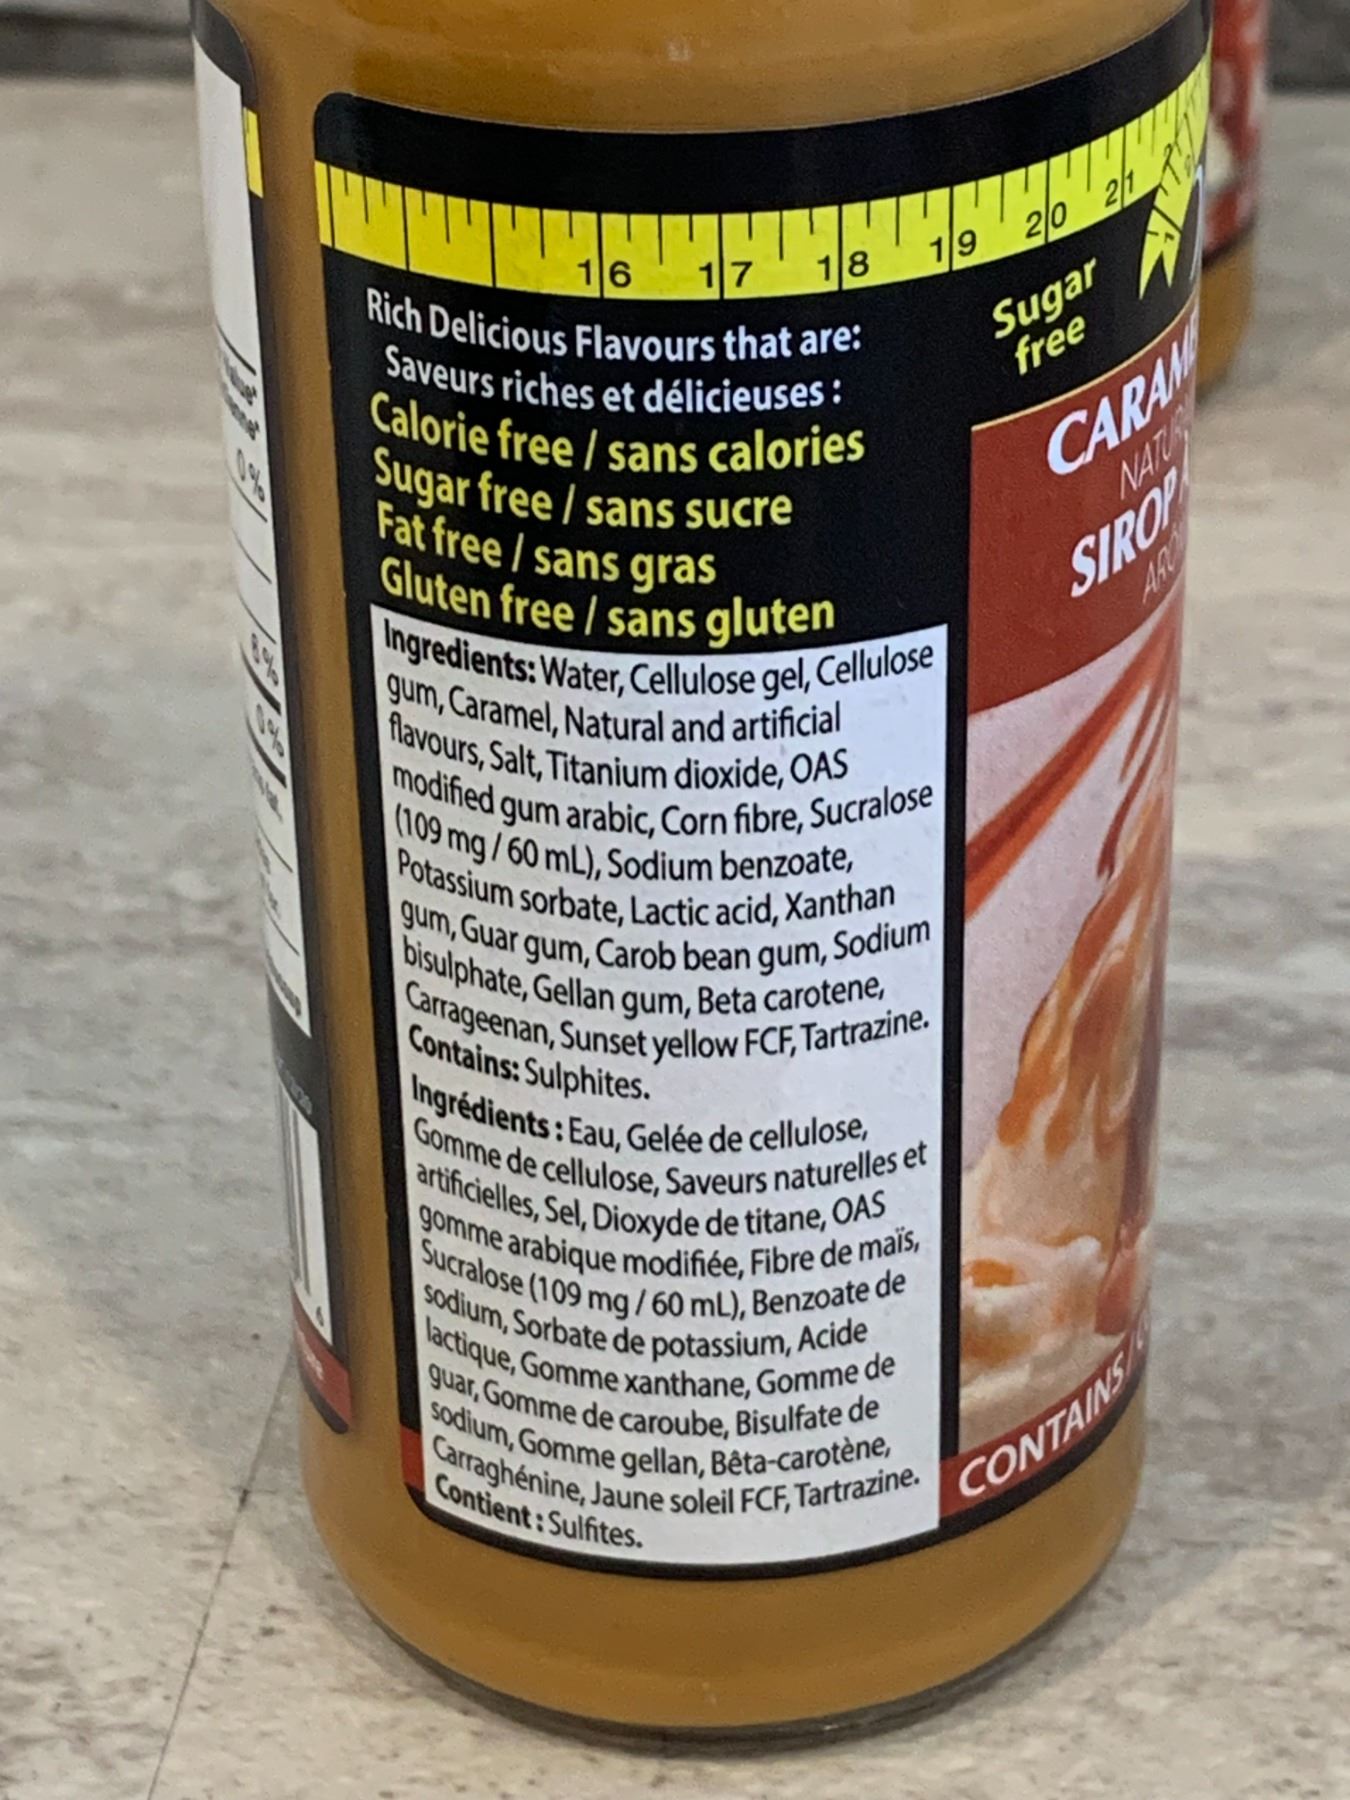 16 17 18 19 20 21
Rich Delicious Flavours that are:
Saveurs riches et délicieuses :
Calorie free / sans calories
Sugar free / sans sucre
Fat free / sans gras
Gluten free / sans gluten
Ingredients: Water, Cellulose gel, Cellulose
gum, Caramel, Natural and artificial
flavours, Salt, Titanium dioxide, OAS
modified gum arabic, Corn fibre, Sucralose
(109 mg / 60 mL), Sodium benzoate,
Potassium sorbate, Lactic acid, Xanthan
gum, Guar gum, Carob bean gum, Sodium
bisulphate, Gellan gum, Beta carotene,
Carrageenan, Sunset yellow FCF, Tartrazine.
Contains: Sulphites.
Ingrédients : Eau, Gelée de cellulose,
Gomme de cellulose, Saveurs naturelles et
artificielles, Sel, Dioxyde de titane, OAS
gomme arabique modifiée, Fibre de maïs,
Sucralose (109 mg / 60 mL), Benzoate de
sodium, Sorbate de potassium, Acide
lactique, Gomme xanthane, Gomme de
guar, Gomme de caroube, Bisulfate de
sodium, Gomme gellan, Bêta-carotène,
Carraghénine, Jaune soleil FCF, Tartrazine.
Contient : Sulfites.
Sugar
free
SIROP
CONTAINS /
0 %
8 %
0 %
6